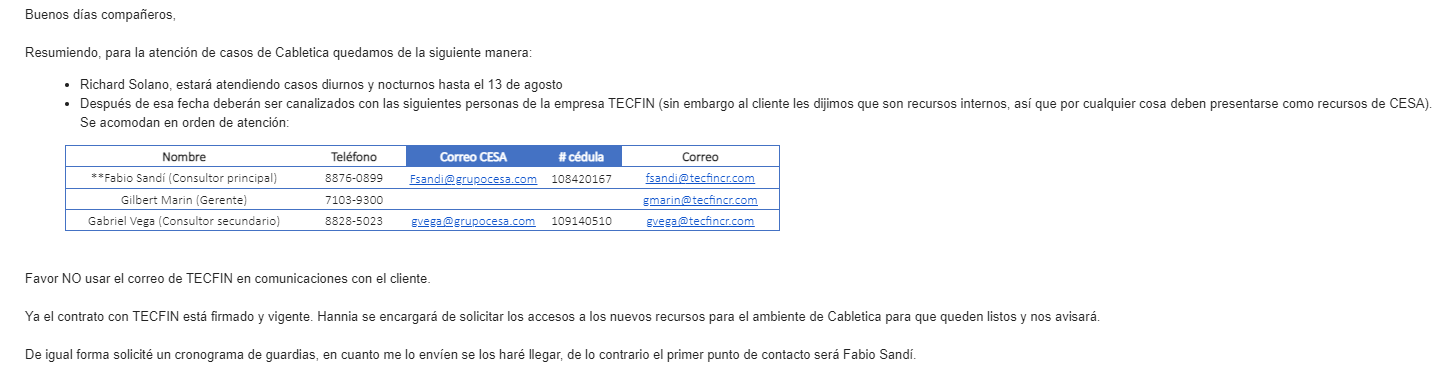 Buenos días compañeros,
Resumiendo, para la atención de casos de Cabletica quedamos de la siguiente manera:
• Richard Solano, estará atendiendo casos diurnos y nocturnos hasta el 13 de agosto
• Después de esa fecha deberán ser canalizados con las siguientes personas de la empresa TECFIN (sin embargo al cliente les dijimos que son recursos internos, así que por cualquier cosa deben presentarse como recursos de CESA).
Se acomodan en orden de atención:
Nombre Teléfono Correo CESA # cédula Correo
**Fabio Sandí (Consultor principal) 8876-0899 Fsandi@grupocesa.com 108420167 fsandi@tecfincr.com
Gilbert Marin (Gerente) 7103-9300 gmarin@tecfincr.com
Gabriel Vega (Consultor secundario) 8828-5023 gvega@grupocesa.com 109140510 gvega@tecfincr.com
Favor NO usar el correo de TECFIN en comunicaciones con el cliente.
Ya el contrato con TECFIN está firmado y vigente. Hannia se encargará de solicitar los accesos a los nuevos recursos para el ambiente de Cabletica para que queden listos y nos avisará.
De igual forma solicité un cronograma de guardias, en cuanto me lo envíen se los haré llegar, de lo contrario el primer punto de contacto será Fabio Sandí.